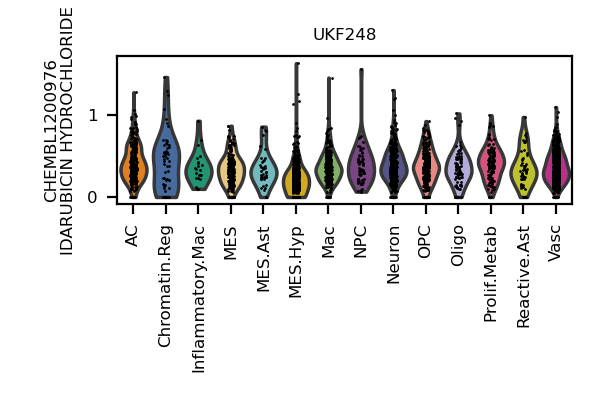 UKF248
CHEMBL1200976
IDARUBICIN HYDROCHLORIDE
1
0
AC
Chromatin.Reg
Inflammatory.Mac
MES
MES.Ast
MES.Hyp
Mac
NPC
Neuron
OPC
Oligo
Prolif.Metab
Reactive.Ast
Vasc